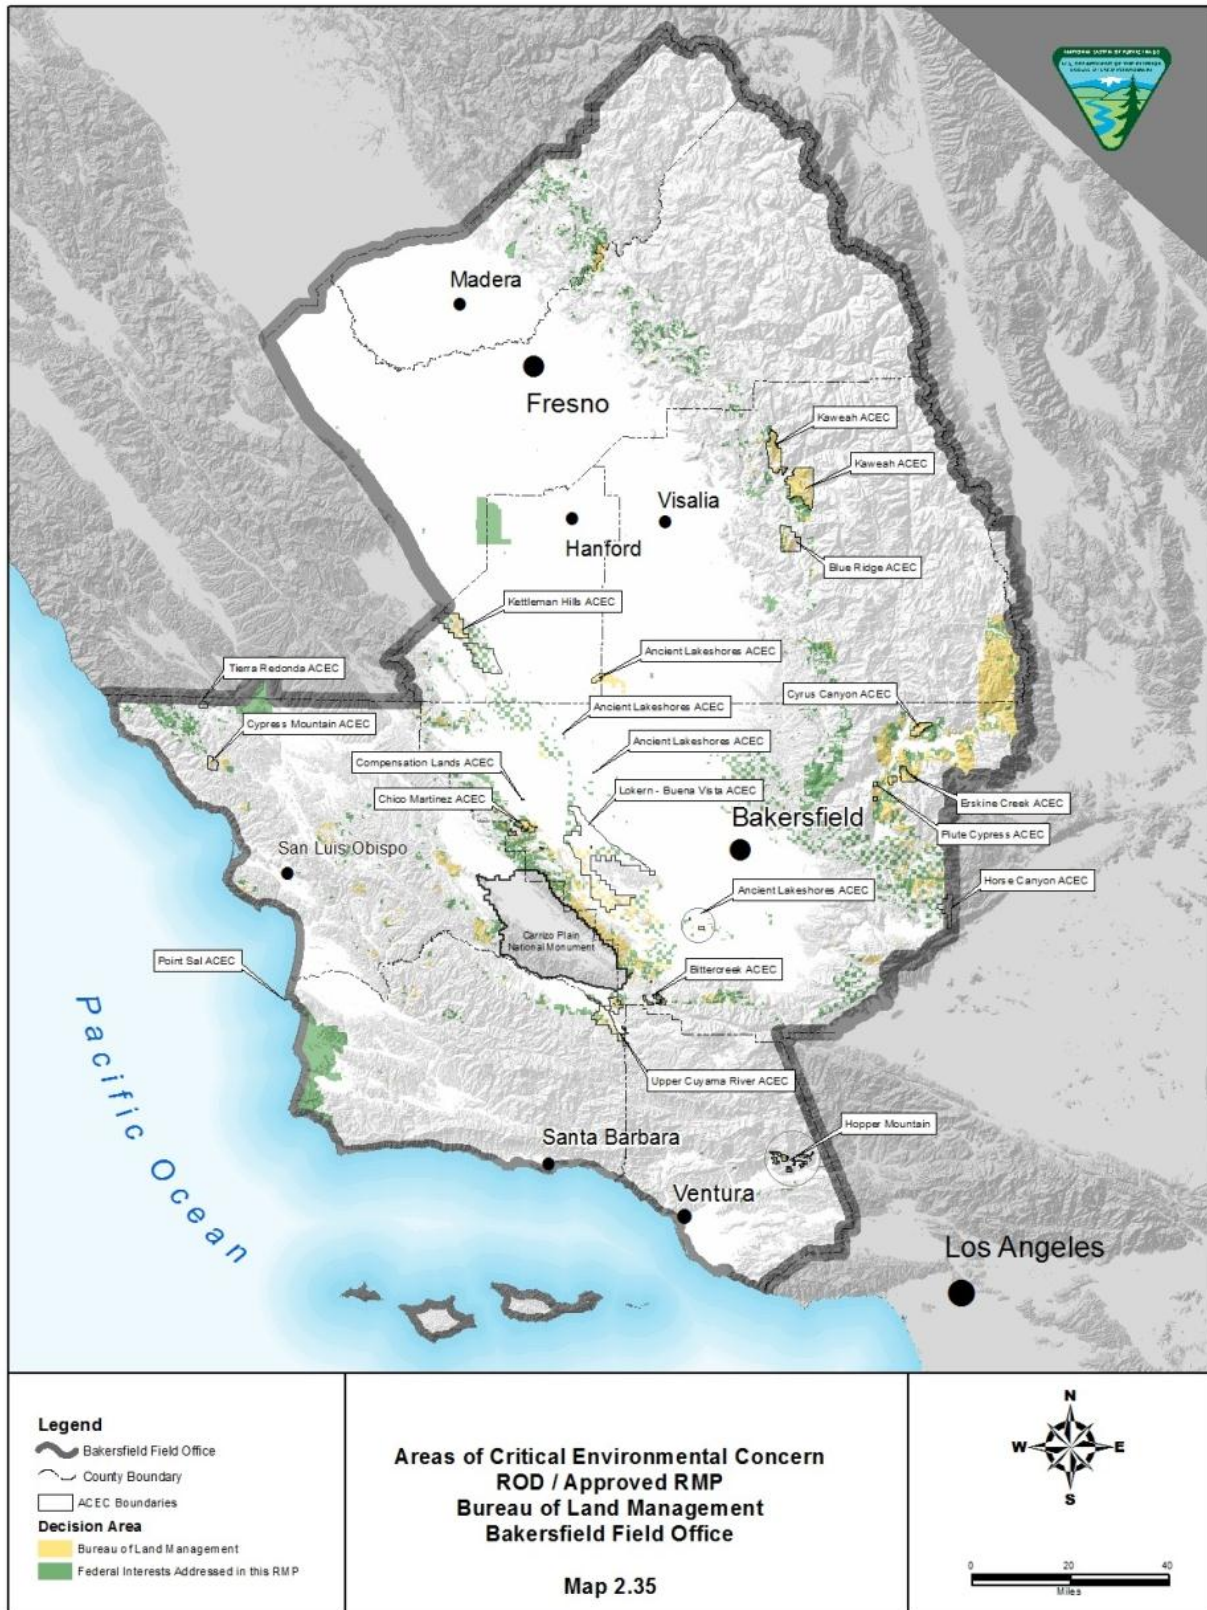 Madera
Fresno
Kaweah ACEC
Kaweah ACEC
Visalia
Hanford
Blue Ridge ACEC
Kettleman Hills ACEC
Ancient Lakeshores ACEC
Tierra Redonda ACEC
Cyrus Canyon ACEC
Ancient Lakeshores ACEC
Cypress Mountain ACEC
Ancient Lakeshores ACEC
Compensation Lands ACEC
Lokern - Buena Vista ACEC
Chico Martinez ACEC
Erskine Creek ACEC
Bakersfield
Piute Cypress ACEC
San Luis Obispo
Horse Canyon ACEC
Ancient Lakeshores ACEC
Carrizo Plain
National Monument
Point Sal ACEC
Bittercreek ACEC
Pacific Ocean
Upper Cuyama River ACEC
Hopper Mountain
Santa Barbara
Ventura
Los Angeles
Legend
Bakersfield Field Office
County Boundary
ACEC Boundaries
Decision Area
Bureau of Land Management
Federal Interests Addressed in this RMP
Areas of Critical Environmental Concern
ROD / Approved RMP
Bureau of Land Management
Bakersfield Field Office
Map 2.35
N
W E
S
0 20 40
Miles